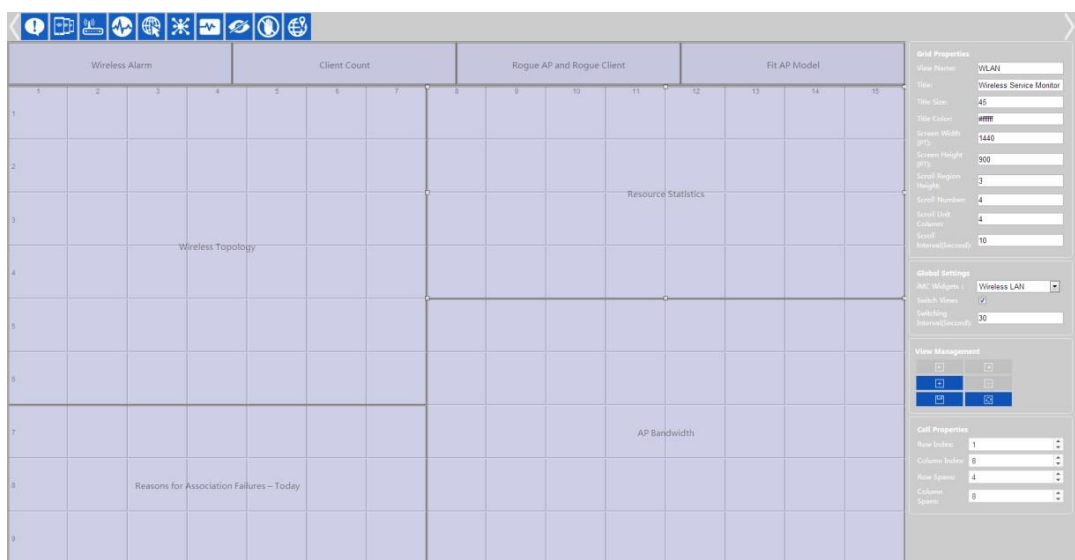 Wireless Alarm
Client Count
Rogue AP and Rogue Client
Fit AP Model
1 2 3 4 5 6 7 8 9 10 11 12 13 14 15
1
2
3
4
5
6
7
8
9
Wireless Topology
Resource Statistics
AP Bandwidth
Reasons for Association Failures – Today
Grid Properties
View Name: WLAN
Title: Wireless Service Monitor
Title Size: 45
Title Color: #ffffff
Screen Width
(PT): 1440
Screen Height
(PT): 900
Scroll Region
Height: 3
Scroll Number: 4
Scroll Unit
Column: 4
Scroll
Interval(Second): 10
Global Settings
iMC Widgets : Wireless LAN
Switch Views
Switching
Interval(Second): 30
View Management
Cell Properties
Row Index: 1
Column Index: 8
Row Spans: 4
Column
Spans: 8